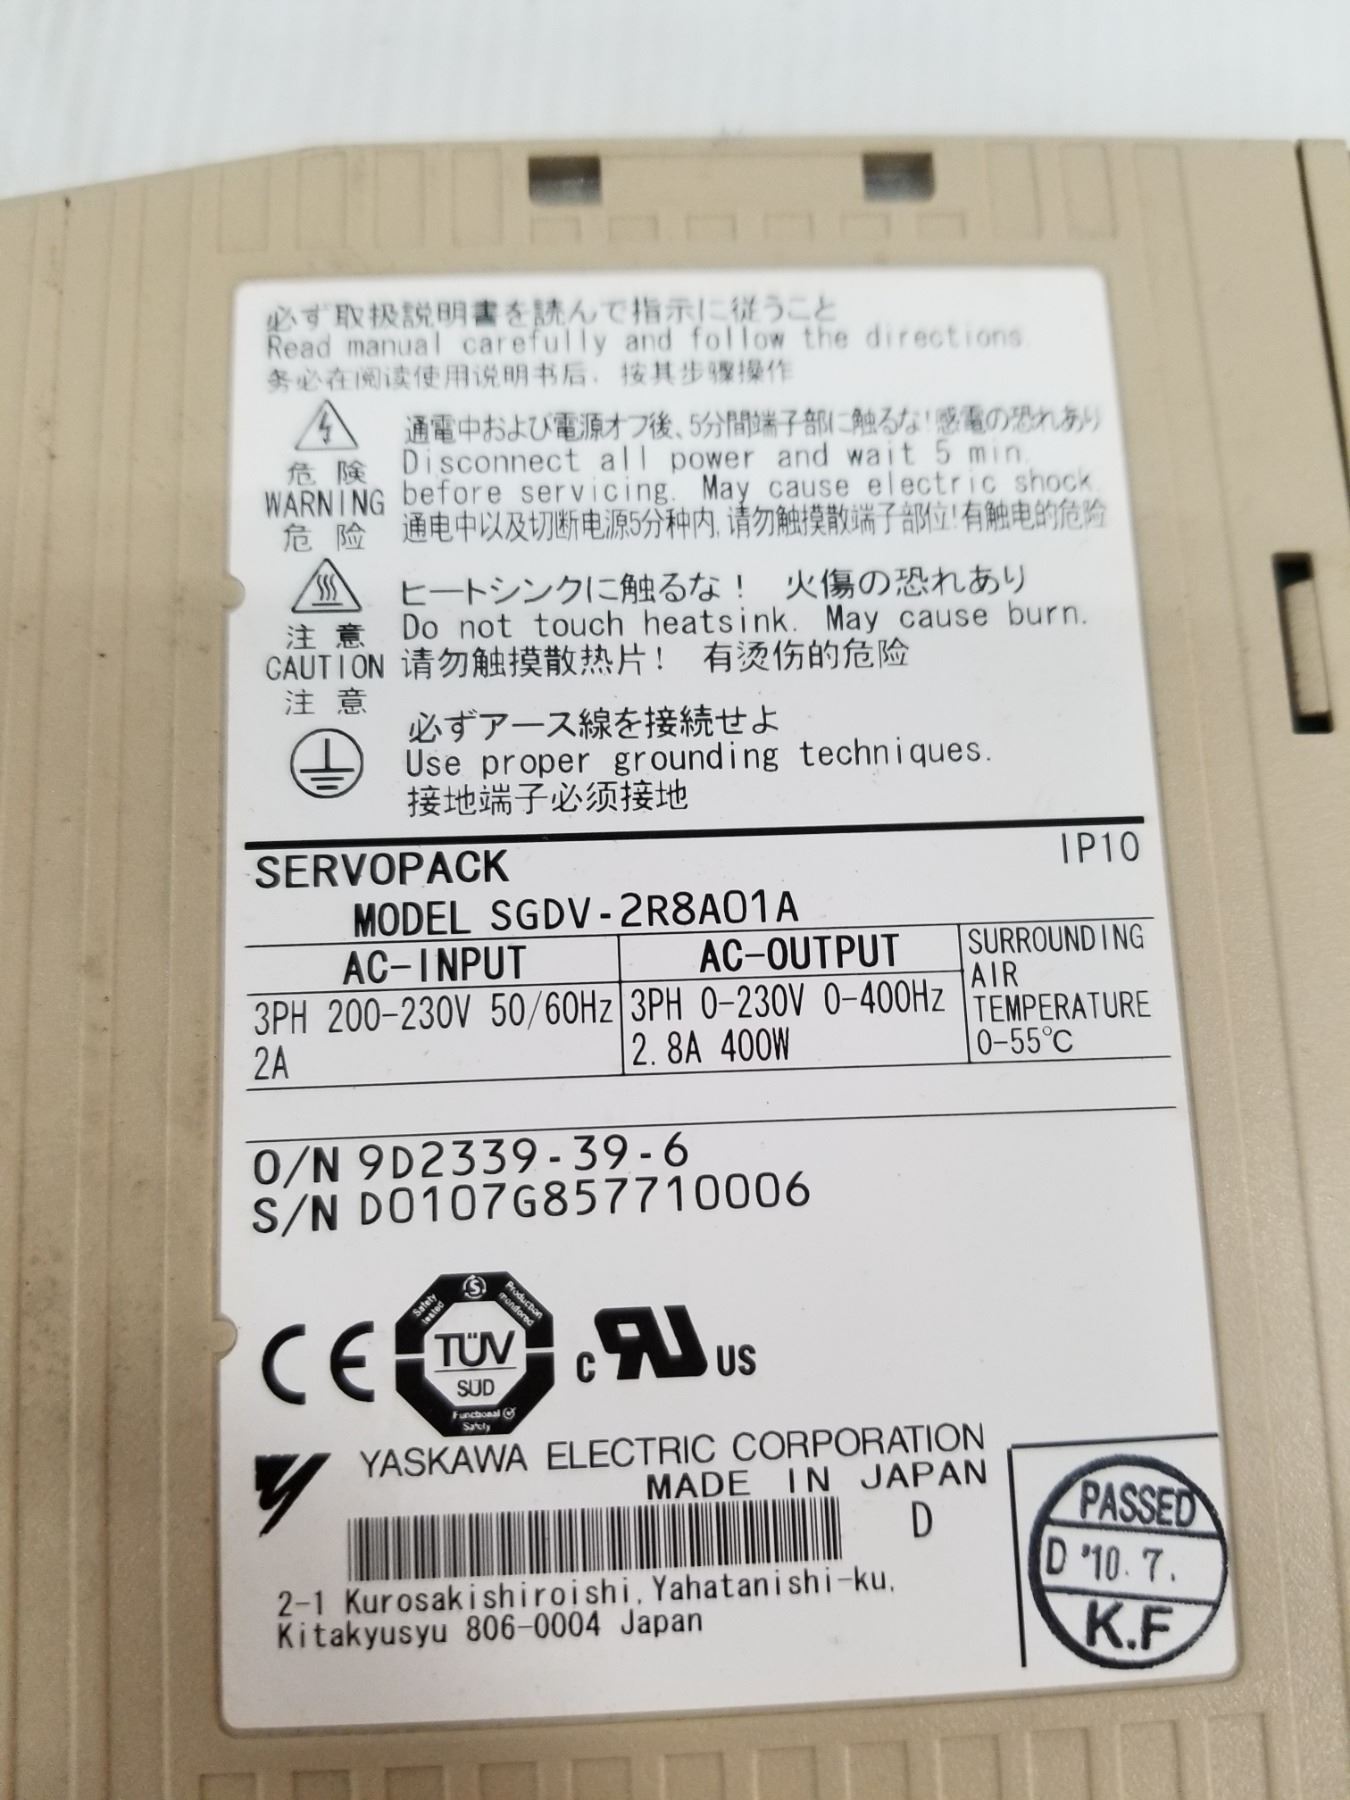 必ず取扱説明書を読んで指示に従うこと
Read manual carefully and follow the directions.
务必在阅读使用说明书后、按其步骤操作
危 険
WARNING
危 险
通電中および電源オフ後、5分間端子部に触るな!感電の恐れあり
Disconnect all power and wait 5 min.
before servicing. May cause electric shock.
通电中以及切断电源5分种内,请勿触摸散端子部位!有触电的危险
注 意
CAUTION
注 意
ヒートシンクに触るな! 火傷の恐れあり
Do not touch heatsink. May cause burn.
请勿触摸散热片! 有烫伤的危险
必ずアース線を接続せよ
Use proper grounding techniques.
接地端子必须接地
SERVOPACK
IP10
MODEL SGDV-2R8A01A
AC-INPUT
3PH 200-230V 50/60Hz
2A
AC-OUTPUT
3PH 0-230V 0-400Hz
2.8A 400W
SURROUNDING
AIR
TEMPERATURE
0-55℃
O/N 9D2339-39-6
S/N D0107G857710006
CE
Safety tested
S
Production monitored
TÜV
SÜD
Functional
Safety
c RU US
YASKAWA ELECTRIC CORPORATION
MADE IN JAPAN
D
2-1 Kurosakishiroishi, Yahatanishi-ku,
Kitakyusyu 806-0004 Japan
PASSED
D '10. 7.
K.F